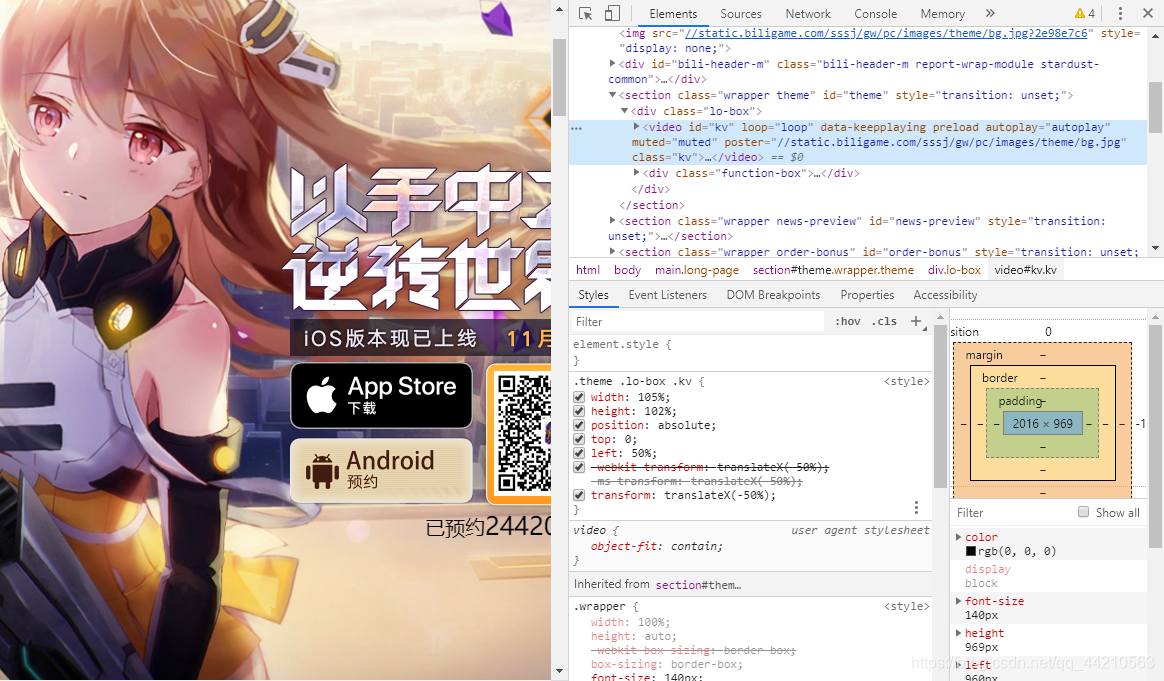 以手中
逆转世界
iOS版本现已上线 11月
App Store
下载
Android
预约
已预约24420
Elements Sources Network Console Memory » 4
<img src="//static.biligame.com/sssj/gw/pc/images/theme/bg.jpg?2e98e7c6" style=
"display: none;">
<div id="bili-header-m" class="bili-header-m report-wrap-module stardust-
common">…</div>
<section class="wrapper theme" id="theme" style="transition: unset;">
<div class="lo-box">
<video id="kv" loop="loop" data-keepplaying preload autoplay="autoplay"
muted="muted" poster="//static.biligame.com/sssj/gw/pc/images/theme/bg.jpg"
class="kv">…</video> == $0
<div class="function-box">…</div>
</div>
</section>
<section class="wrapper news-preview" id="news-preview" style="transition:
unset;">…</section>
<section class="wrapper order-bonus" id="order-bonus" style="transition: unset;
html body main.long-page section#theme.wrapper.theme div.lo-box video#kv.kv
Styles Event Listeners DOM Breakpoints Properties Accessibility
Filter :hov .cls +
element.style {
}
.theme .lo-box .kv { <style>
width: 105%;
height: 102%;
position: absolute;
top: 0;
left: 50%;
-webkit-transform: translateX(-50%);
-ms-transform: translateX(-50%);
transform: translateX(-50%);
}
video { user agent stylesheet
object-fit: contain;
}
Inherited from section#them…
.wrapper { <style>
width: 100%;
height: auto;
-webkit-box-sizing: border-box;
box-sizing: border-box;
font-size: 140px;
sition 0
margin –
border –
padding –
– – – 2016 × 969 – – – -1
–
–
–
Filter Show all
color
rgb(0, 0, 0)
display
block
font-size
140px
height
969px
left
960px